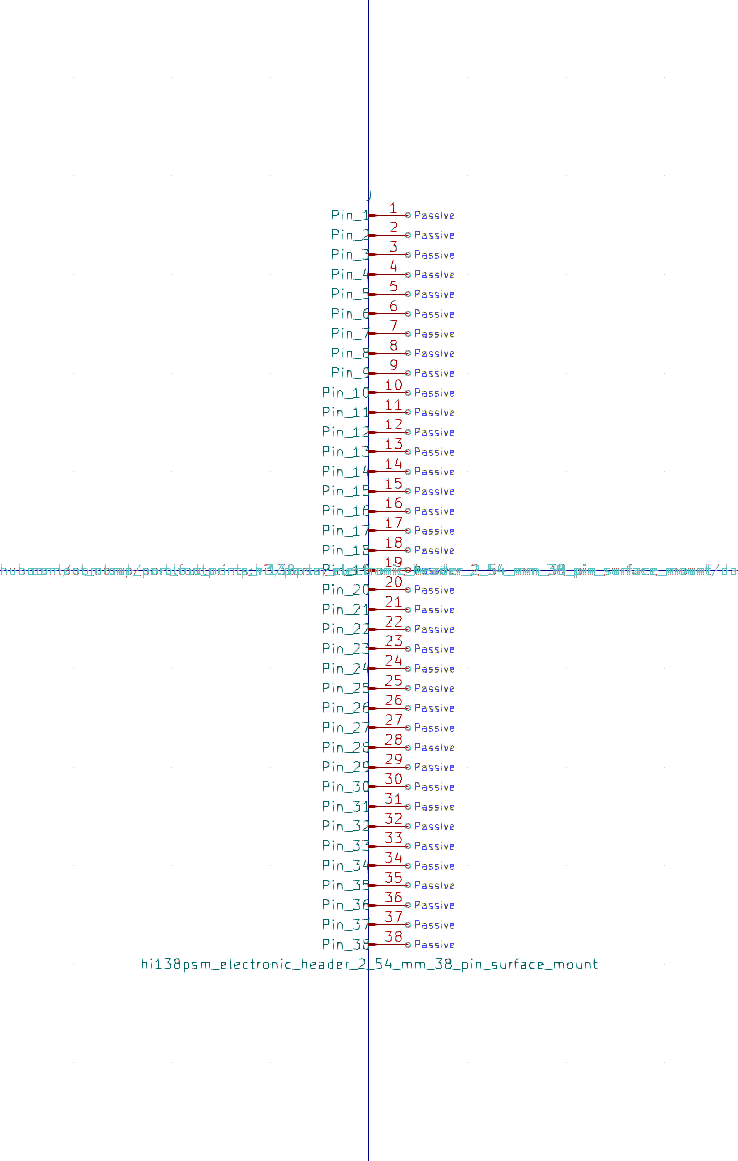 J
Pin_1 1 Passive
Pin_2 2 Passive
Pin_3 3 Passive
Pin_4 4 Passive
Pin_5 5 Passive
Pin_6 6 Passive
Pin_7 7 Passive
Pin_8 8 Passive
Pin_9 9 Passive
Pin_10 10 Passive
Pin_11 11 Passive
Pin_12 12 Passive
Pin_13 13 Passive
Pin_14 14 Passive
Pin_15 15 Passive
Pin_16 16 Passive
Pin_17 17 Passive
Pin_18 18 Passive
19
Pin_20 20 Passive
Pin_21 21 Passive
Pin_22 22 Passive
Pin_23 23 Passive
Pin_24 24 Passive
Pin_25 25 Passive
Pin_26 26 Passive
Pin_27 27 Passive
Pin_28 28 Passive
Pin_29 29 Passive
Pin_30 30 Passive
Pin_31 31 Passive
Pin_32 32 Passive
Pin_33 33 Passive
Pin_34 34 Passive
Pin_35 35 Passive
Pin_36 36 Passive
Pin_37 37 Passive
Pin_38 38 Passive
hi138psm_electronic_header_2_54_mm_38_pin_surface_mount